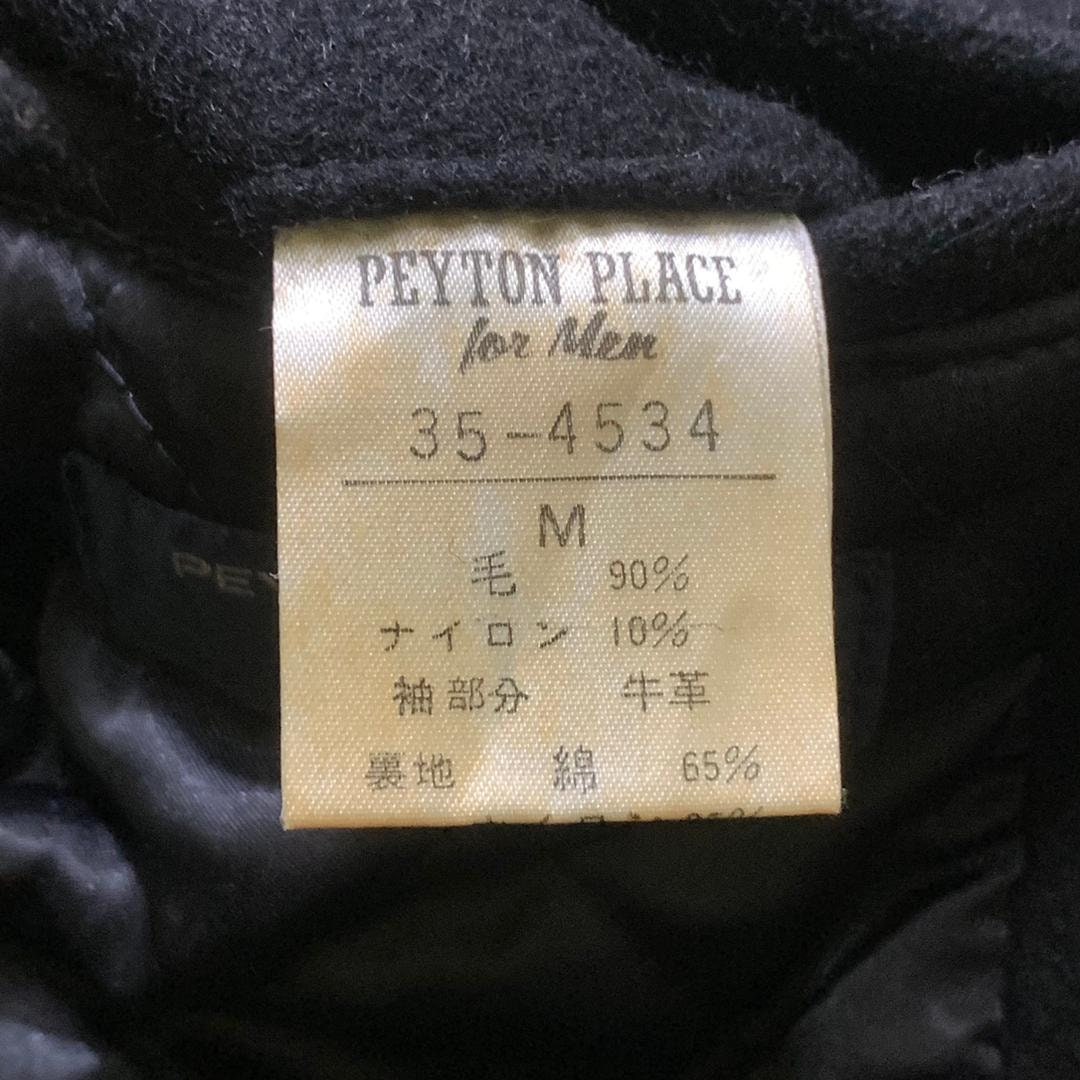 PEYTON PLACE
for Men
35-4534
M
毛 90%
ナイロン 10%
袖部分 牛革
裏地 綿 65%
PEY